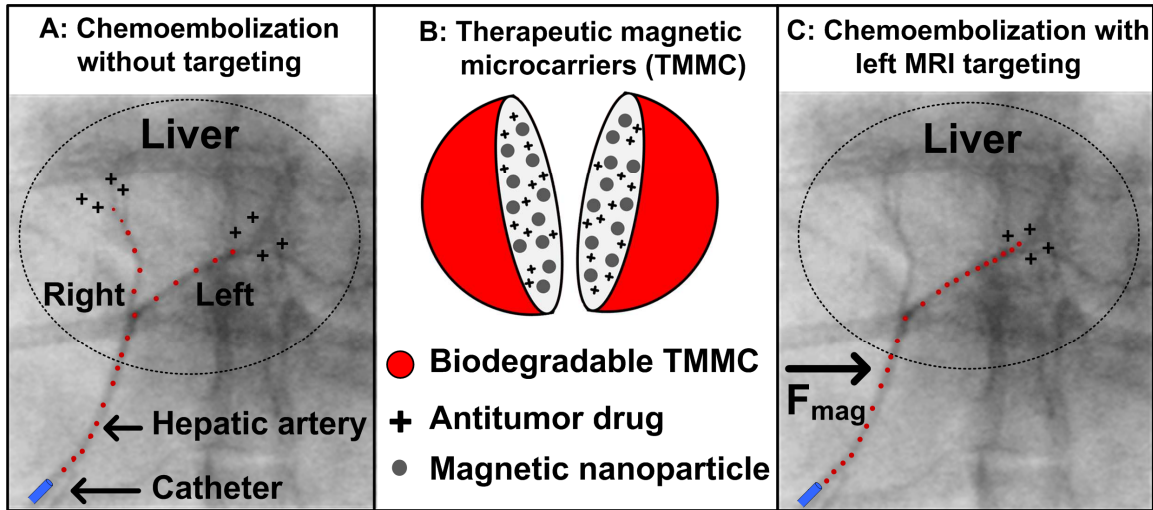 A: Chemoembolization
without targeting
Liver
Right
Left
Hepatic artery
Catheter
B: Therapeutic magnetic
microcarriers (TMMC)
Biodegradable TMMC
Antitumor drug
Magnetic nanoparticle
C: Chemoembolization with
left MRI targeting
Liver
Fmag